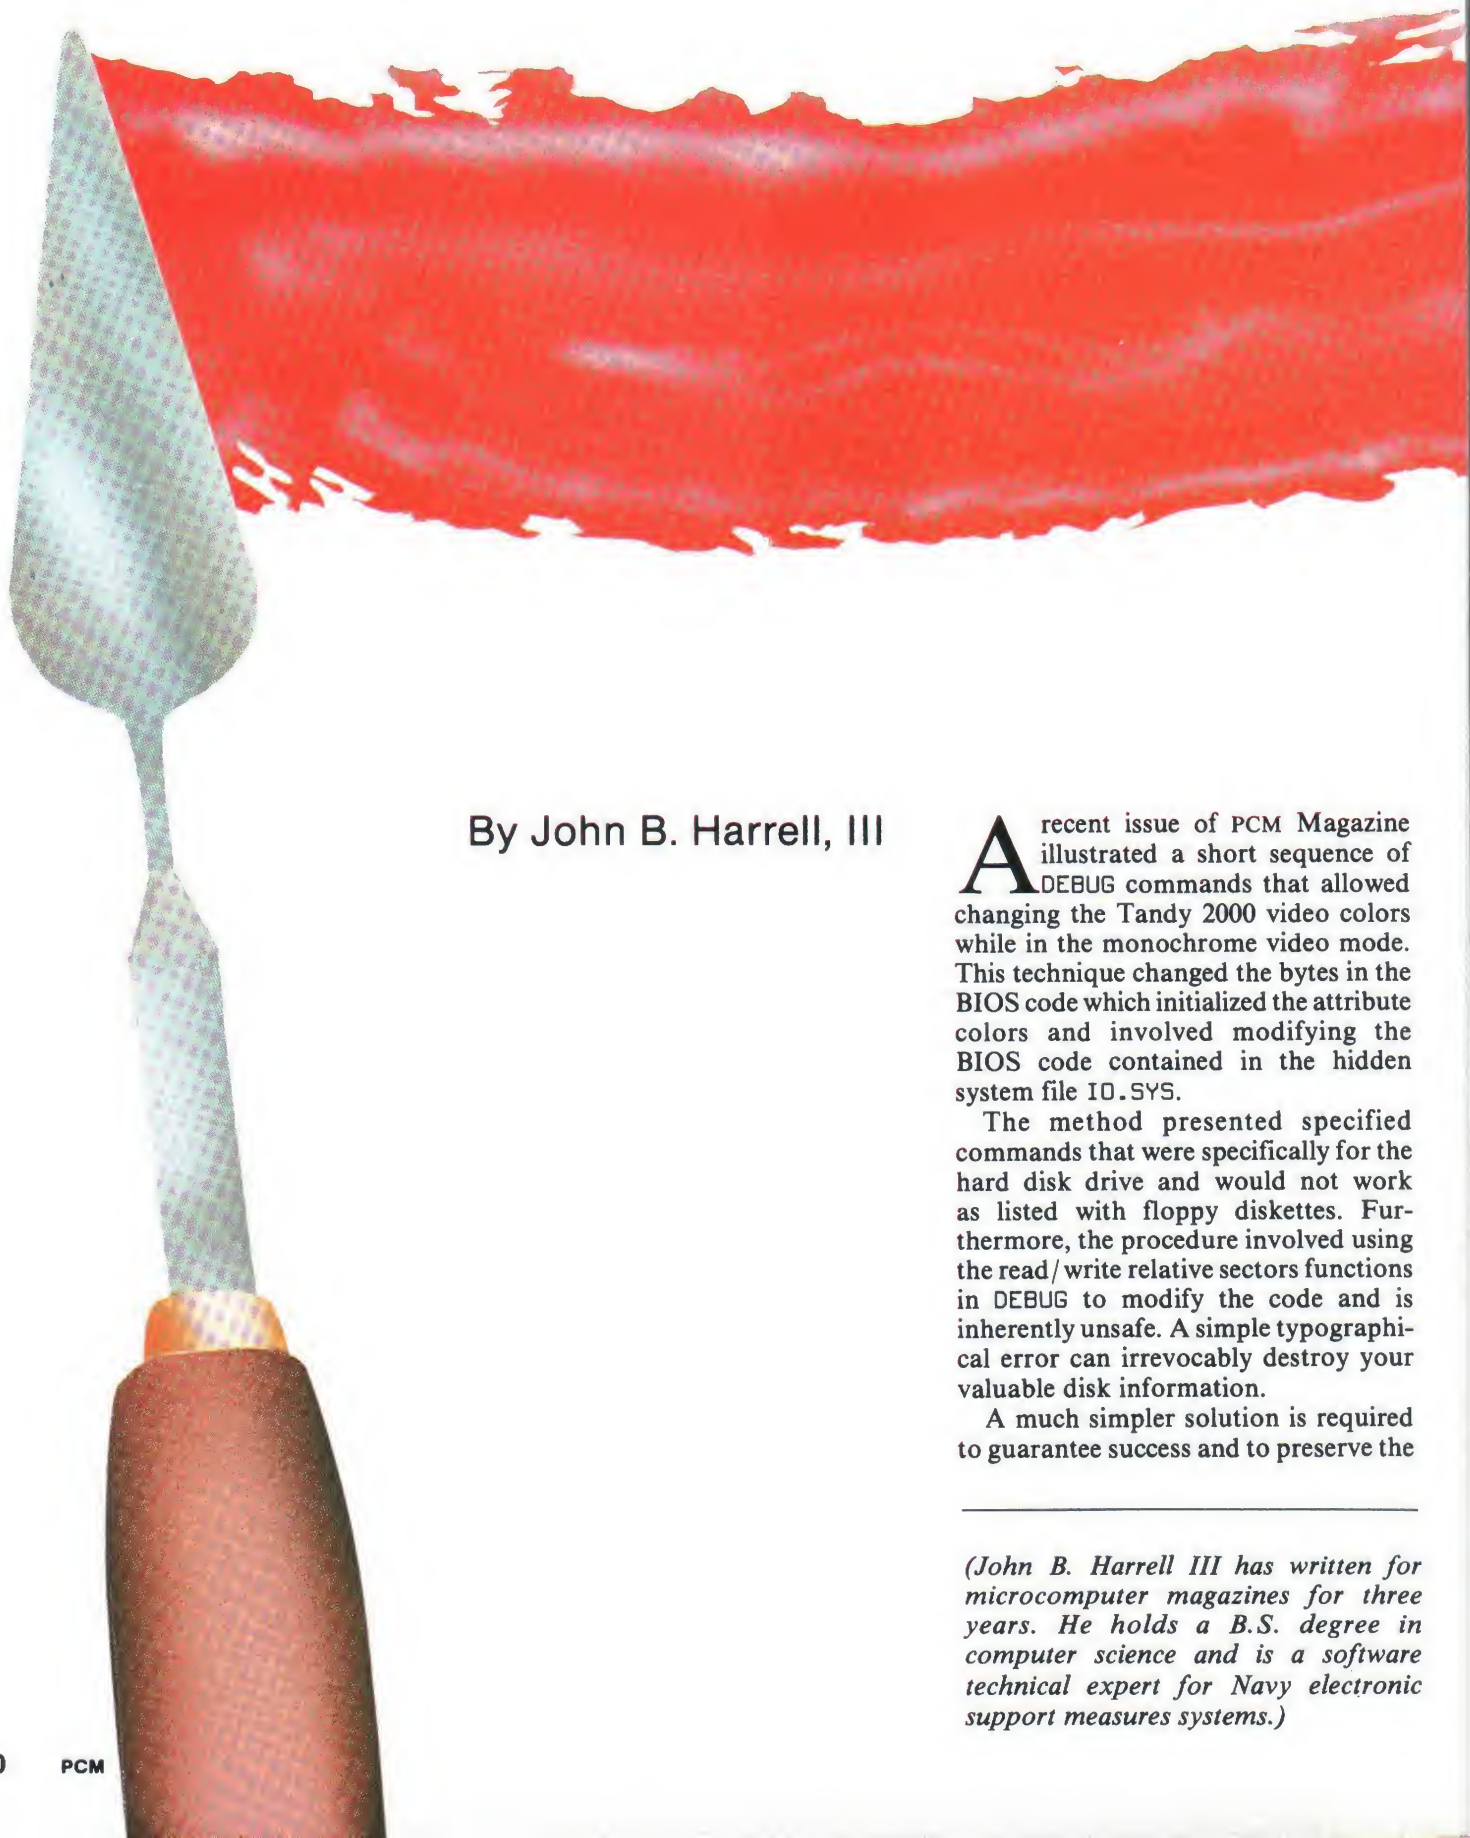 By John B. Harrell, III
A recent issue of PCM Magazine
illustrated a short sequence of
DEBUG commands that allowed
changing the Tandy 2000 video colors
while in the monochrome video mode.
This technique changed the bytes in the
BIOS code which initialized the attribute
colors and involved modifying the
BIOS code contained in the hidden
system file IO.SYS.
The method presented specified
commands that were specifically for the
hard disk drive and would not work
as listed with floppy diskettes. Fur-
thermore, the procedure involved using
the read/write relative sectors functions
in DEBUG to modify the code and is
inherently unsafe. A simple typographi-
cal error can irrevocably destroy your
valuable disk information.
A much simpler solution is required
to guarantee success and to preserve the
(John B. Harrell III has written for
microcomputer magazines for three
years. He holds a B.S. degree in
computer science and is a software
technical expert for Navy electronic
support measures systems.)
PCM